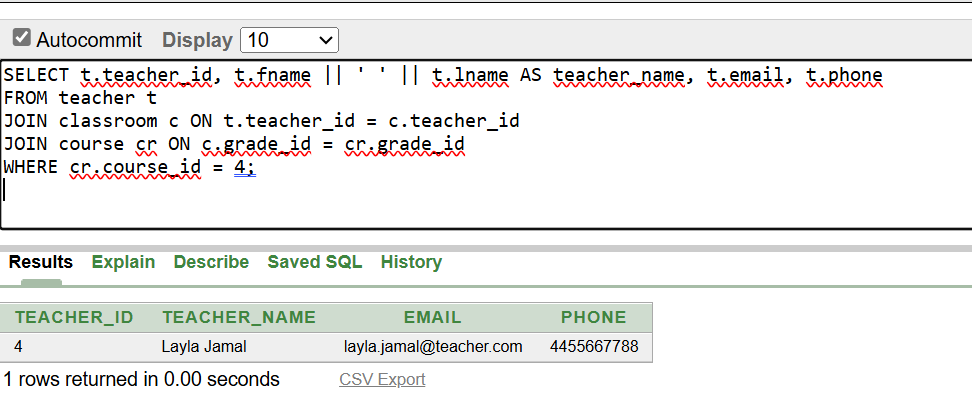 Autocommit Display 10
SELECT t.teacher_id, t.fname || ' ' || t.lname AS teacher_name, t.email, t.phone
FROM teacher t
JOIN classroom c ON t.teacher_id = c.teacher_id
JOIN course cr ON c.grade_id = cr.grade_id
WHERE cr.course_id = 4;
Results Explain Describe Saved SQL History
TEACHER_ID TEACHER_NAME EMAIL PHONE
4 Layla Jamal layla.jamal@teacher.com 4455667788
1 rows returned in 0.00 seconds CSV Export